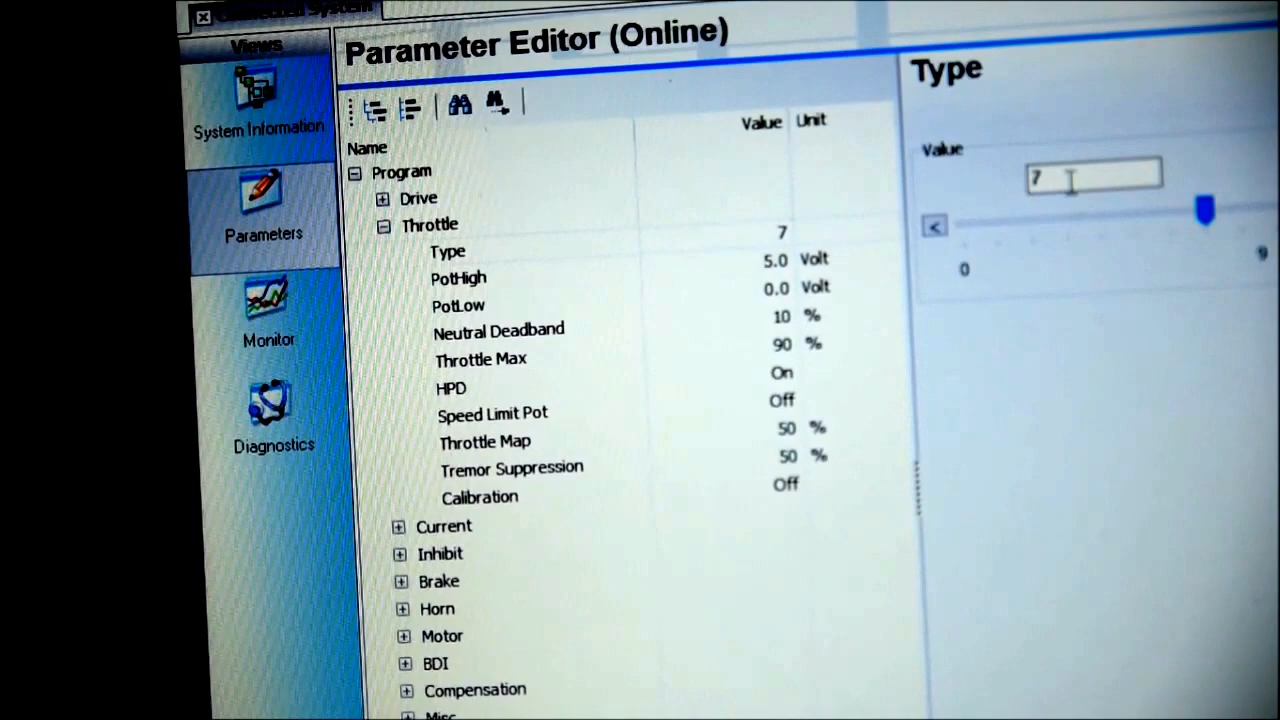 Connected System
Views
Parameter Editor (Online)
Type
System Information
Value Unit
Name
Value
Program
7
Drive
Parameters
Throttle
<
Type 7
0 9
PotHigh 5.0 Volt
PotLow 0.0 Volt
Neutral Deadband 10 %
Monitor
Throttle Max 90 %
HPD On
Speed Limit Pot Off
Diagnostics
Throttle Map 50 %
Tremor Suppression 50 %
Calibration Off
Current
Inhibit
Brake
Horn
Motor
BDI
Compensation
Misc